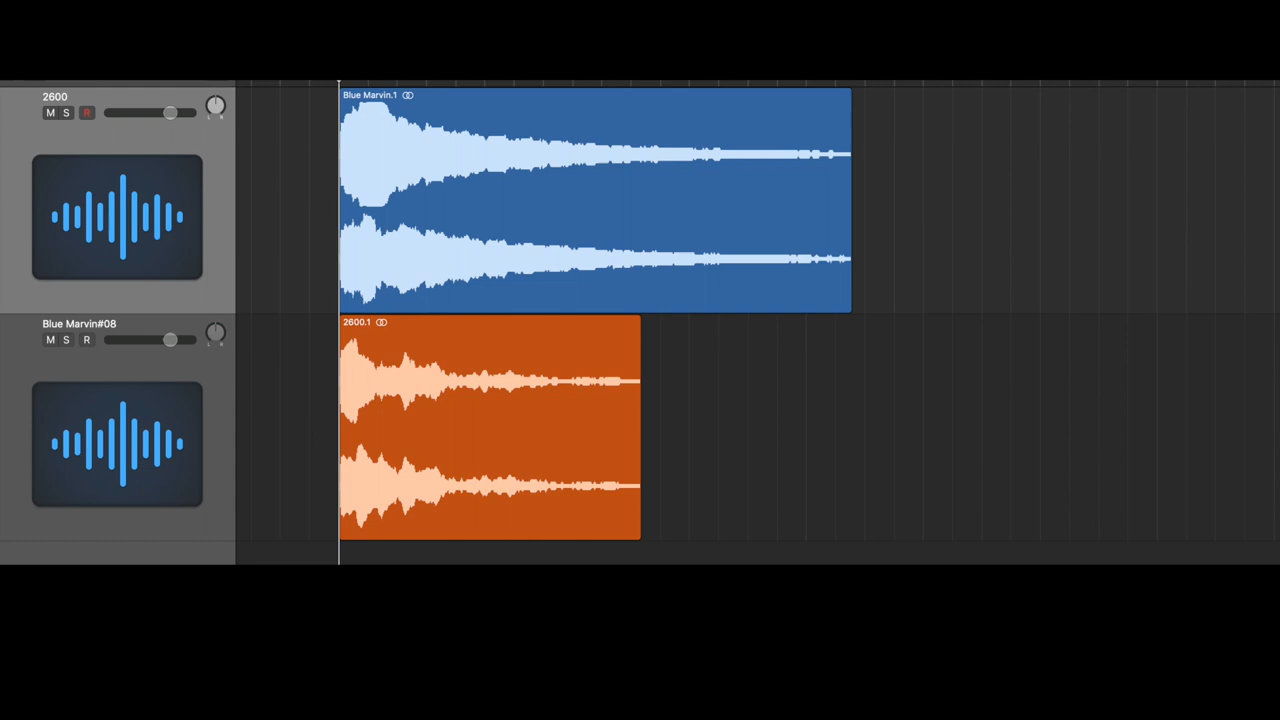 2600
M S R
L R
Blue Marvin.1
Blue Marvin#08
M S R
L R
2600.1